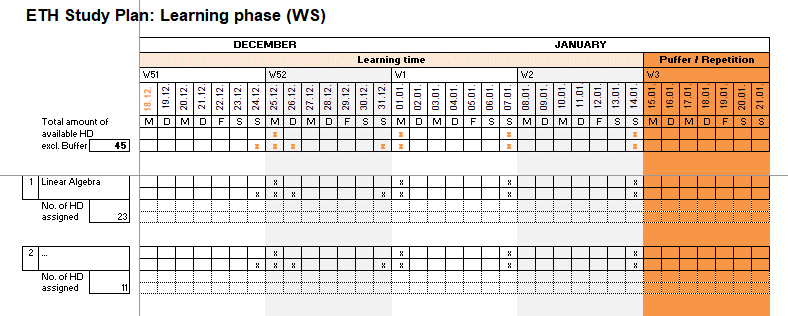 ETH Study Plan: Learning phase (WS)
DECEMBER JANUARY
Learning time Puffer / Repetition
W51 W52 W1 W2 W3
18.12. 19.12. 20.12. 21.12. 22.12. 23.12. 24.12. 25.12. 26.12. 27.12. 28.12. 29.12. 30.12. 31.12. 01.01. 02.01. 03.01. 04.01. 05.01. 06.01. 07.01. 08.01. 09.01. 10.01. 11.01. 12.01. 13.01. 14.01. 15.01. 16.01. 17.01. 18.01. 19.01. 20.01. 21.01.
Total amount of M D M D F S S M D M D F S S M D M D F S S M D M D F S S M D M D F S S
available HD x x x x
excl. Buffer 45 x x x x x x x
1 Linear Algebra x x x x
x x x x x x x
No. of HD
assigned 23
2 ... x x x x
x x x x x x x
No. of HD
assigned 11